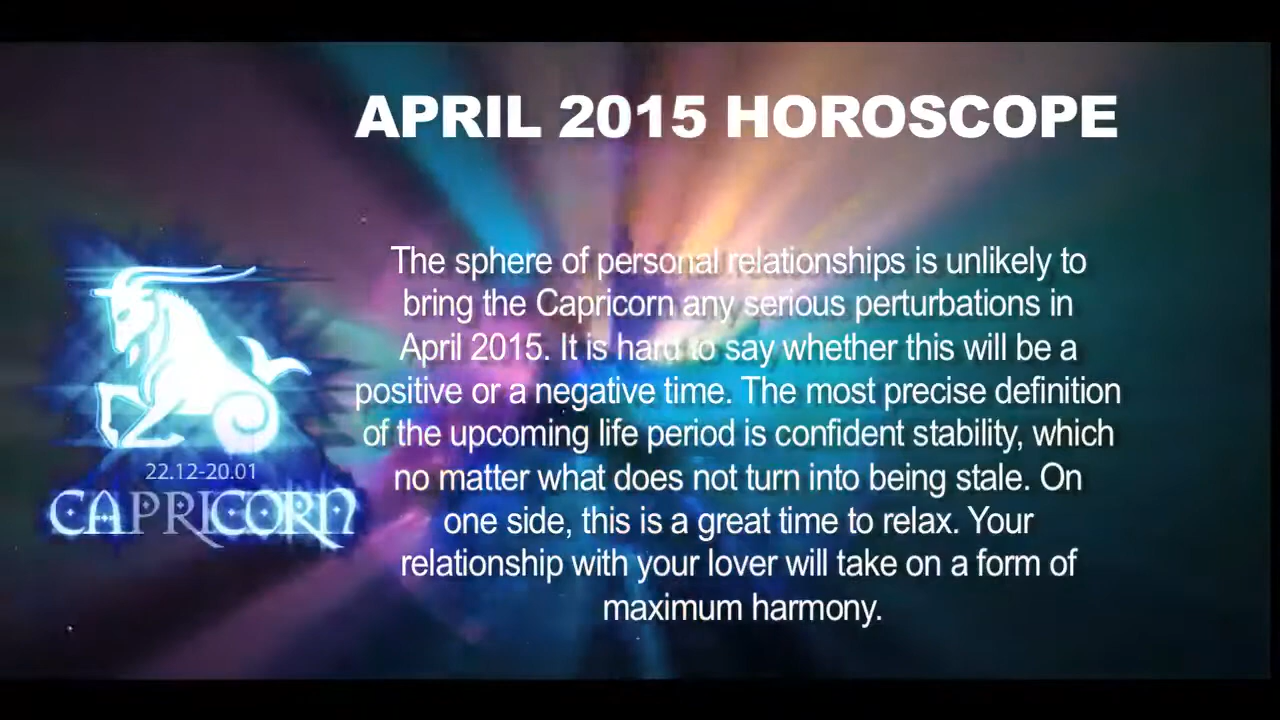 APRIL 2015 HOROSCOPE
The sphere of personal relationships is unlikely to
bring the Capricorn any serious perturbations in
April 2015. It is hard to say whether this will be a
positive or a negative time. The most precise definition
of the upcoming life period is confident stability, which
no matter what does not turn into being stale. On
one side, this is a great time to relax. Your
relationship with your lover will take on a form of
maximum harmony.
22.12-20.01
CAPRICORN